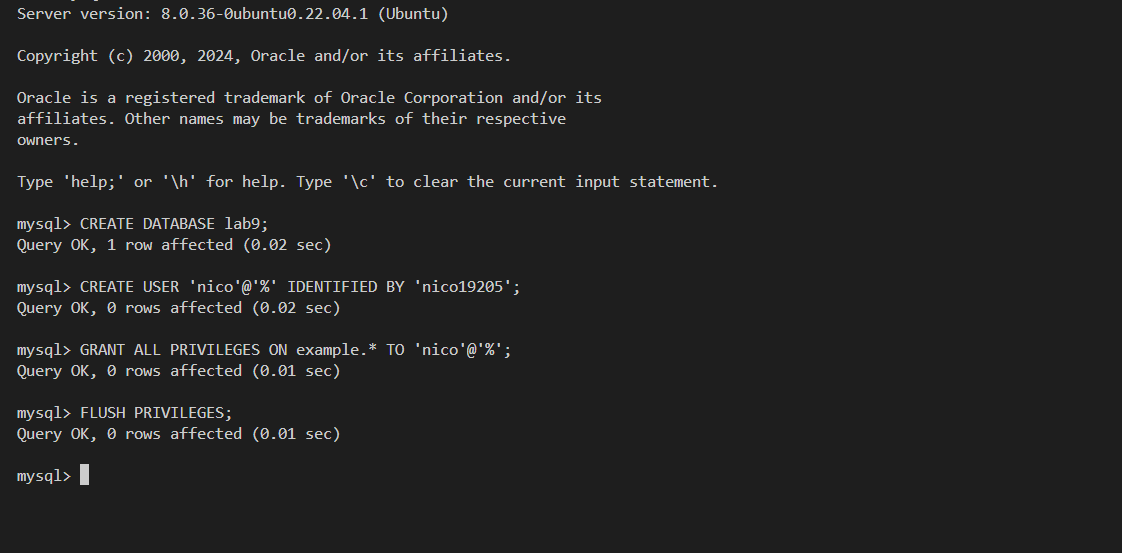 Server version: 8.0.36-0ubuntu0.22.04.1 (Ubuntu)
Copyright (c) 2000, 2024, Oracle and/or its affiliates.
Oracle is a registered trademark of Oracle Corporation and/or its
affiliates. Other names may be trademarks of their respective
owners.
Type 'help;' or '\h' for help. Type '\c' to clear the current input statement.
mysql> CREATE DATABASE lab9;
Query OK, 1 row affected (0.02 sec)
mysql> CREATE USER 'nico'@'%' IDENTIFIED BY 'nico19205';
Query OK, 0 rows affected (0.02 sec)
mysql> GRANT ALL PRIVILEGES ON example.* TO 'nico'@'%';
Query OK, 0 rows affected (0.01 sec)
mysql> FLUSH PRIVILEGES;
Query OK, 0 rows affected (0.01 sec)
mysql>